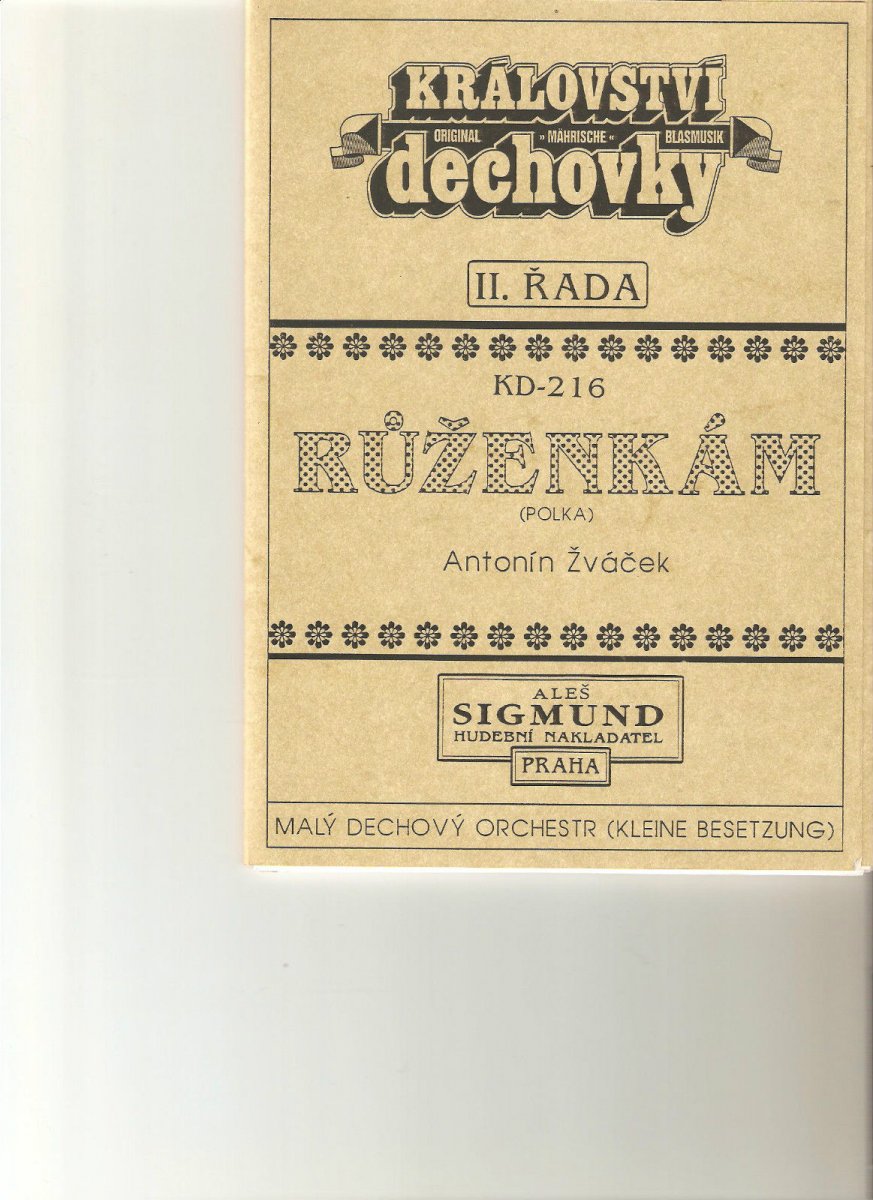 KRÁLOVSTVÍ
ORIGINAL »MÄHRISCHE« BLASMUSIK
dechovky
II. ŘADA
KD-216
RŮŽENKÁM
(POLKA)
Antonín Žváček
ALEŠ
SIGMUND
HUDEBNÍ NAKLADATEL
PRAHA
MALÝ DECHOVÝ ORCHESTR (KLEINE BESETZUNG)